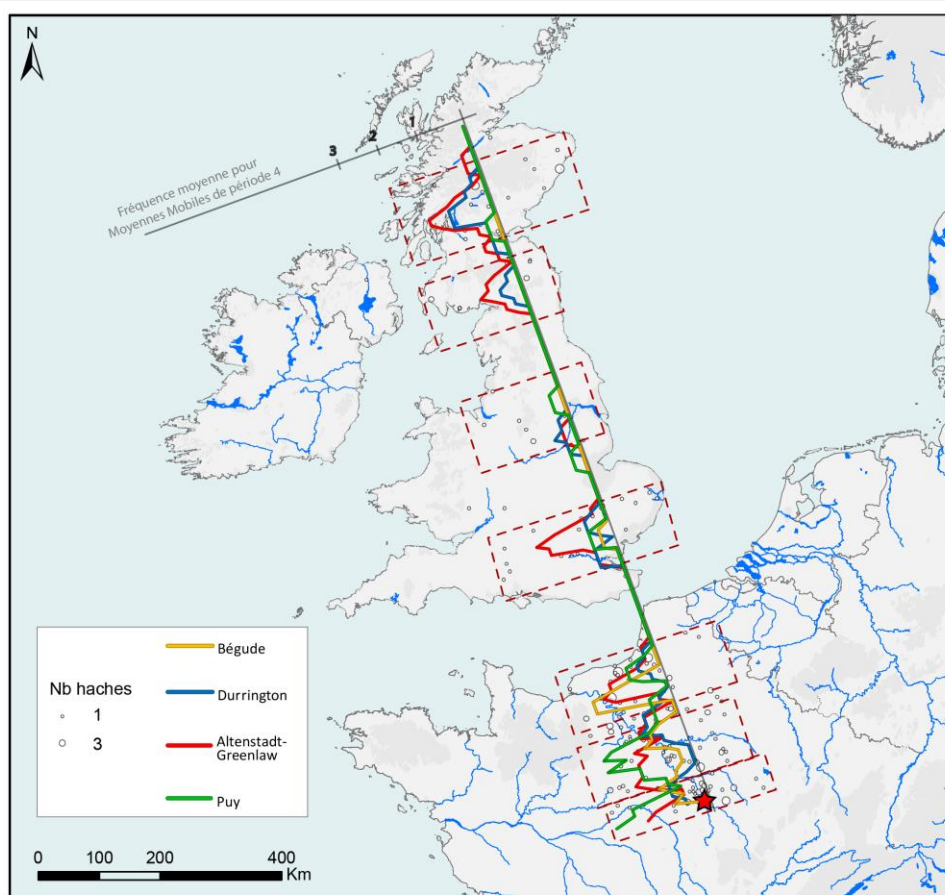 N
1
2
3
Fréquence moyenne pour
Moyennes Mobiles de période 4
Nb haches
1
3
Bégude
Durrington
Altenstadt-
Greenlaw
Puy
0 100 200 400
Km